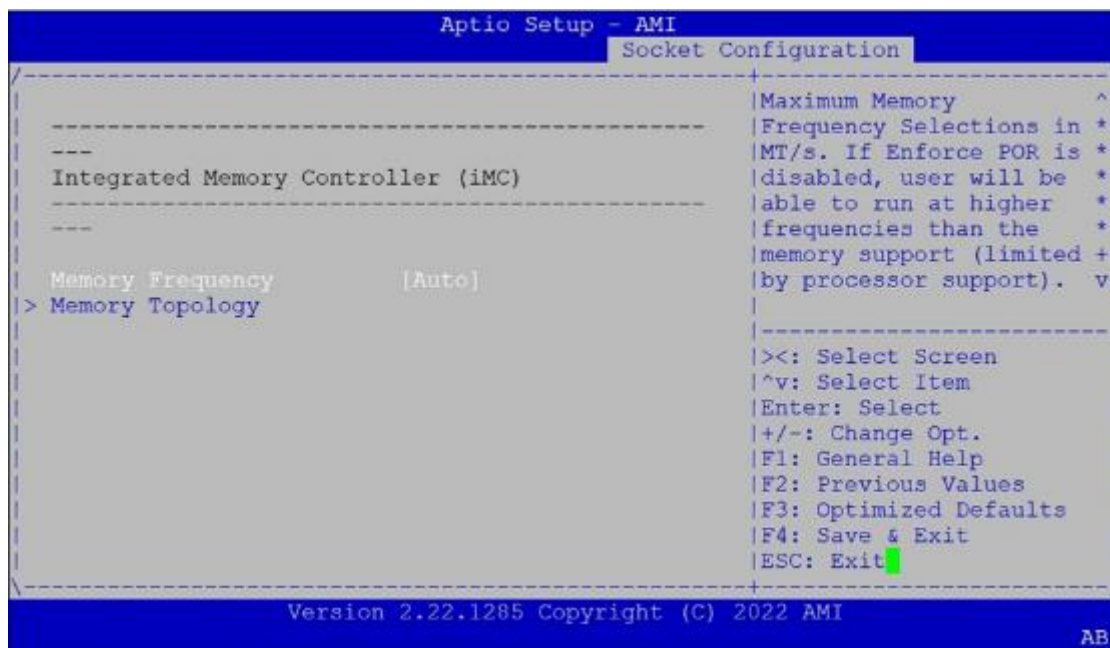 Aptio Setup - AMI
Socket Configuration
---
Integrated Memory Controller (iMC)
---
Memory Frequency [Auto]
> Memory Topology
Maximum Memory ^
Frequency Selections in *
MT/s. If Enforce POR is *
disabled, user will be *
able to run at higher *
frequencies than the *
memory support (limited +
by processor support). v
><: Select Screen
^v: Select Item
Enter: Select
+/-: Change Opt.
F1: General Help
F2: Previous Values
F3: Optimized Defaults
F4: Save & Exit
ESC: Exit
Version 2.22.1285 Copyright (C) 2022 AMI
AB